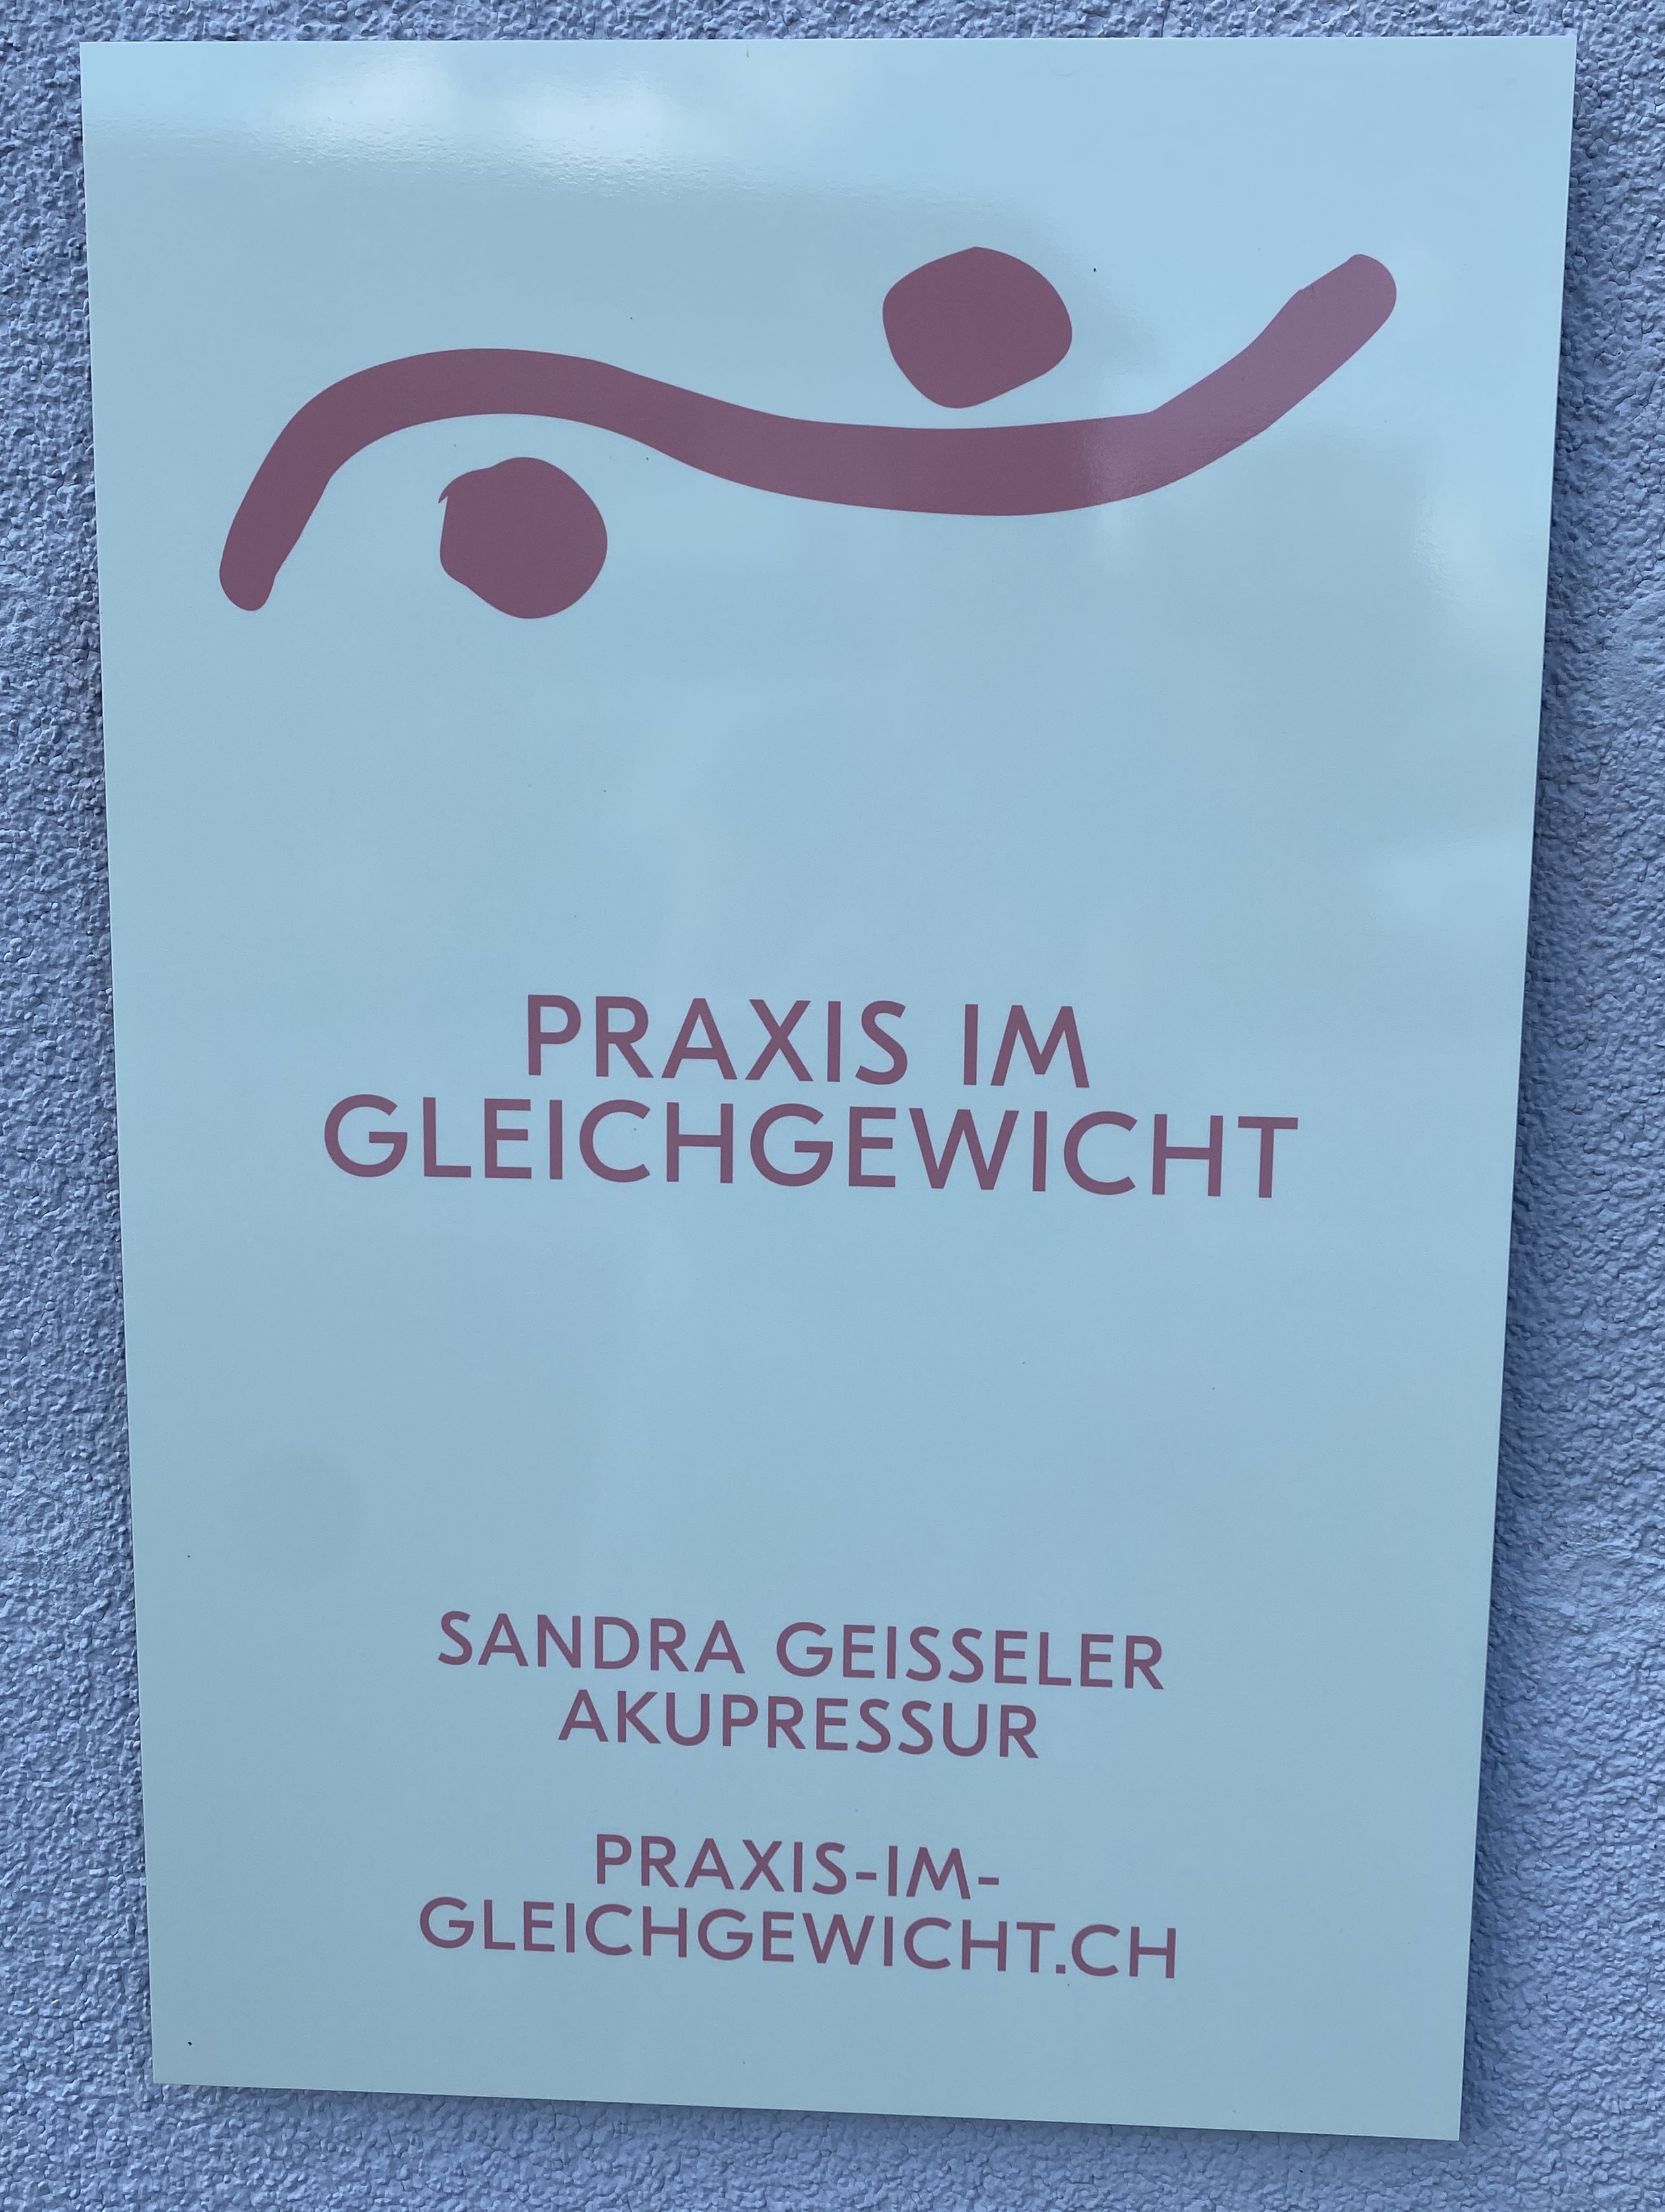 PRAXIS IM
GLEICHGEWICHT
SANDRA GEISSELER
AKUPRESSUR
PRAXIS-IM-
GLEICHGEWICHT.CH